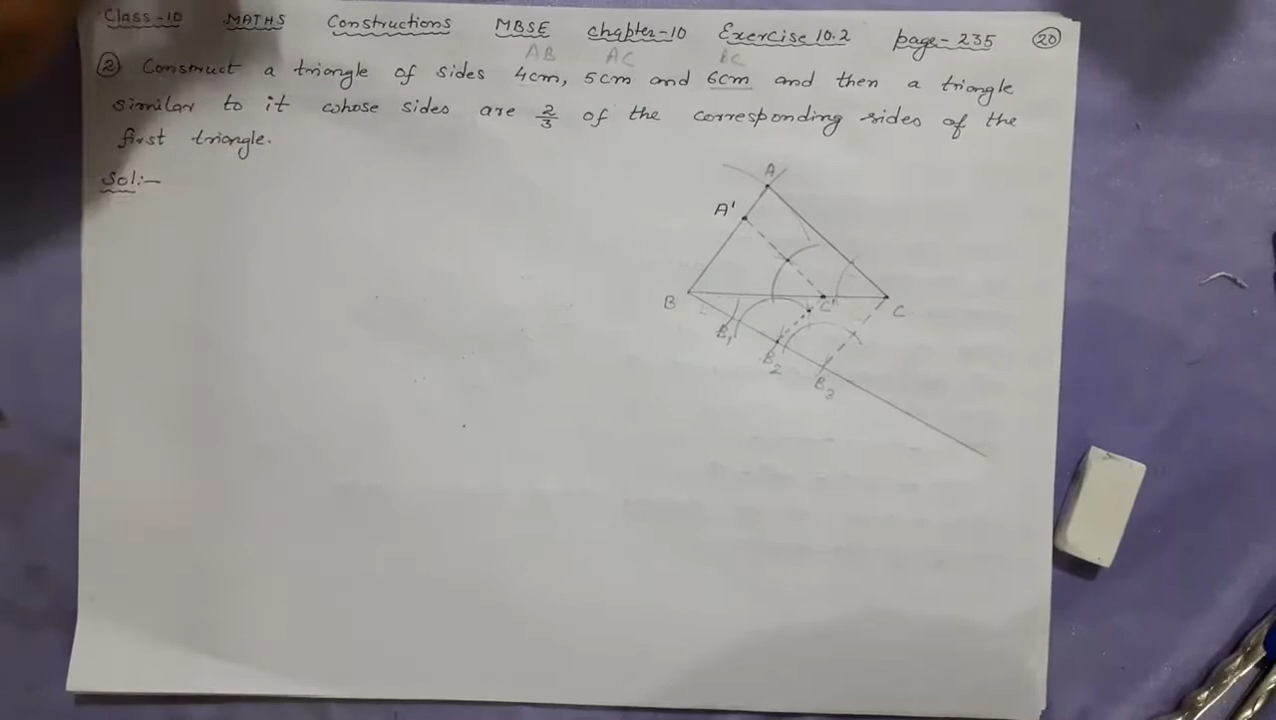 Class-10 MATHS Constructions MBSE chapter-10 Exercise 10.2 page-235 20
AB AC BC
2 Construct a triangle of sides 4cm, 5cm and 6cm and then a triangle
similar to it whose sides are 2/3 of the corresponding sides of the
first triangle.
Sol:-
A
A'
B C' C
B1
B2
B3